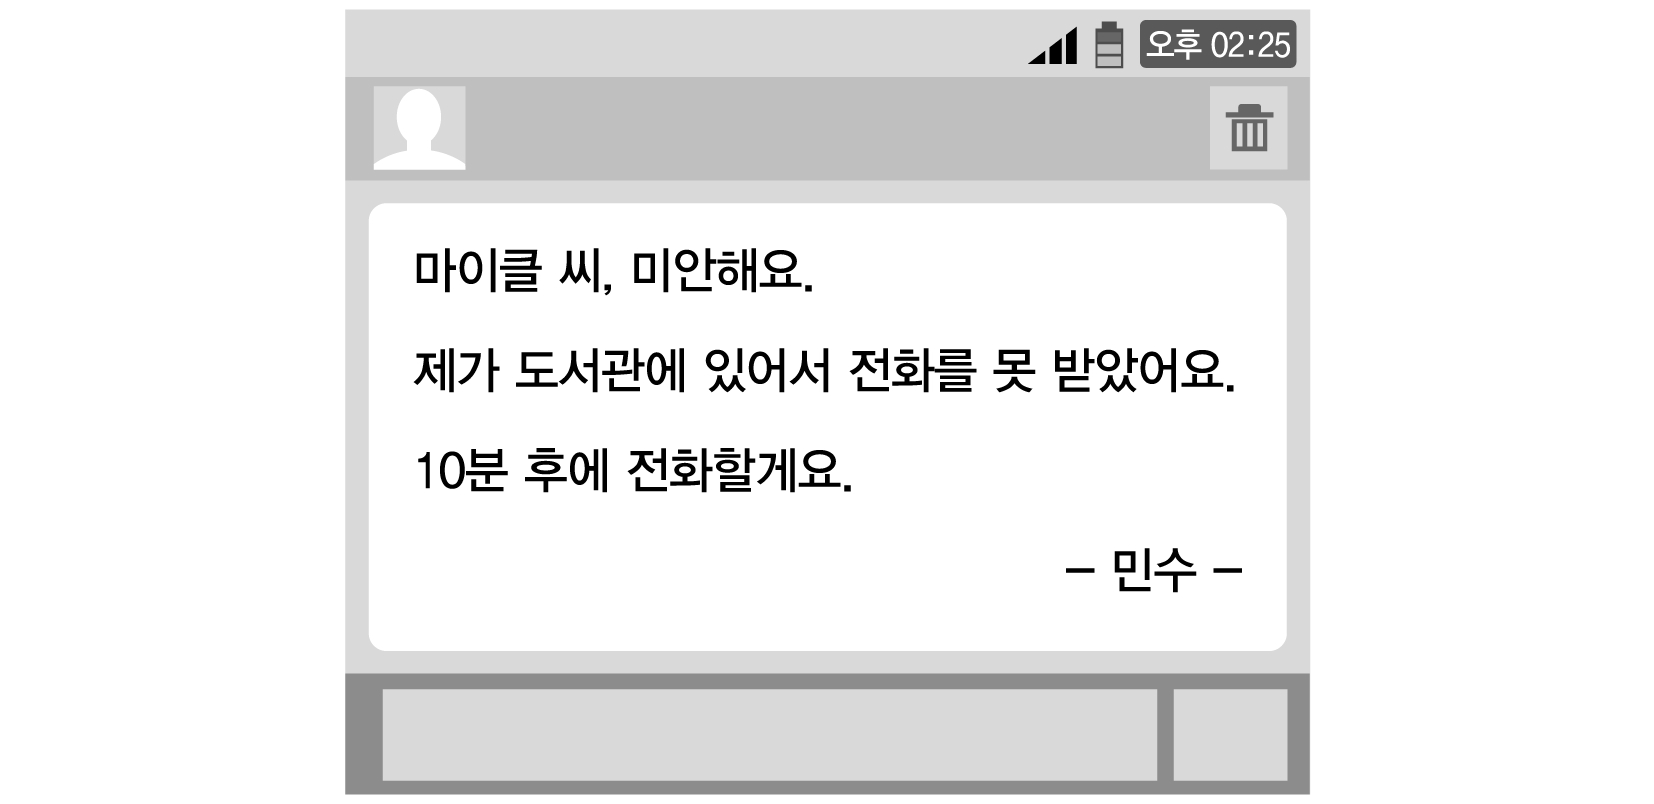 오후 02:25
마이클 씨, 미안해요.
제가 도서관에 있어서 전화를 못 받았어요.
10분 후에 전화할게요.
– 민수 –